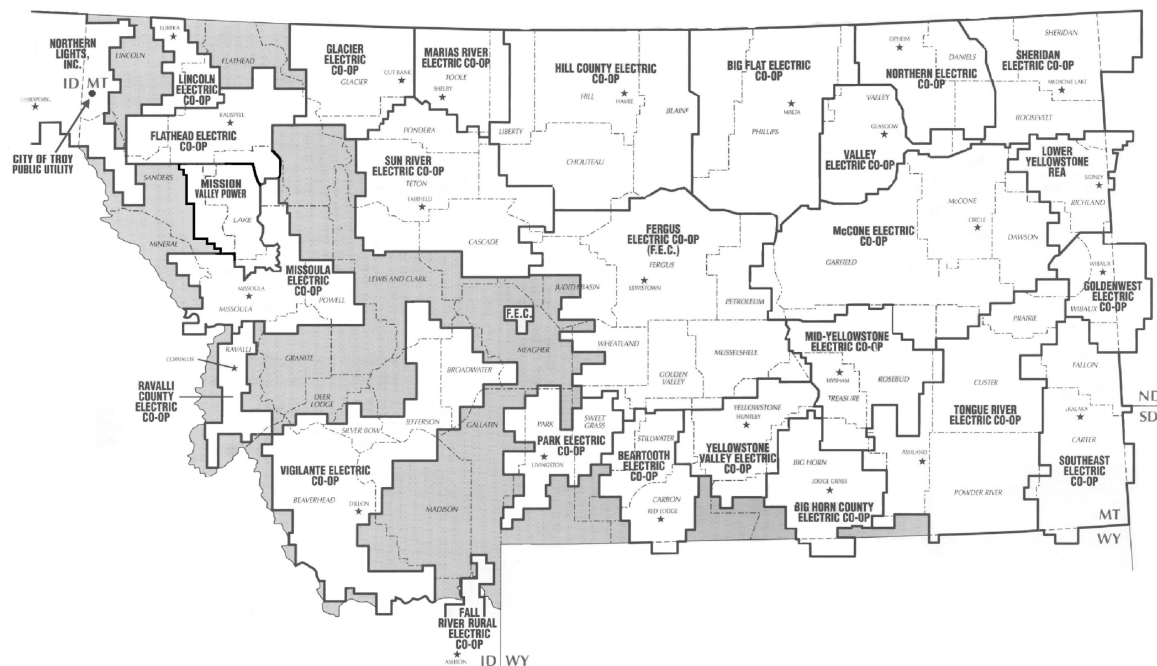 NORTHERN
LIGHTS,
INC.
ID MT
SANDPOINT
CITY OF TROY
PUBLIC UTILITY
LINCOLN
EUREKA
LINCOLN
ELECTRIC
CO-OP
FLATHEAD
KALISPELL
FLATHEAD ELECTRIC
CO-OP
SANDERS
MISSION
VALLEY POWER
LAKE
MINERAL
MISSOULA
ELECTRIC
CO-OP
MISSOULA
MISSOULA
POWELL
GLACIER
ELECTRIC
CO-OP
GLACIER
CUT BANK
MARIAS RIVER
ELECTRIC CO-OP
TOOLE
SHELBY
PONDERA
LIBERTY
SUN RIVER
ELECTRIC CO-OP
TETON
FAIRFIELD
CASCADE
HILL COUNTY ELECTRIC
CO-OP
HILL
HAVRE
BLAINE
CHOUTEAU
BIG FLAT ELECTRIC
CO-OP
MALTA
PHILLIPS
OPHEIM
DANIELS
NORTHERN ELECTRIC
CO-OP
VALLEY
GLASGOW
VALLEY
ELECTRIC CO-OP
SHERIDAN
SHERIDAN
ELECTRIC CO-OP
MEDICINE LAKE
ROOSEVELT
LOWER
YELLOWSTONE
REA
SIDNEY
RICHLAND
McCONE
CIRCLE
McCONE ELECTRIC
CO-OP
DAWSON
GARFIELD
WIBAUX
GOLDENWEST
ELECTRIC
CO-OP
WIBAUX
PRAIRIE
FERGUS
ELECTRIC CO-OP
(F.E.C.)
FERGUS
LEWISTOWN
PETROLEUM
LEWIS AND CLARK
JUDITH BASIN
F.E.C.
MEAGHER
WHEATLAND
GOLDEN
VALLEY
MUSSELSHELL
MID-YELLOWSTONE
ELECTRIC CO-OP
HYSHAM
TREASURE
ROSEBUD
CUSTER
FALLON
ND
SD
TONGUE RIVER
ELECTRIC CO-OP
ASHLAND
POWDER RIVER
EKALAKA
CARTER
SOUTHEAST
ELECTRIC
CO-OP
MT
WY
RAVALLI
CORVALLIS
RAVALLI
COUNTY
ELECTRIC
CO-OP
GRANITE
DEER
LODGE
BROADWATER
JEFFERSON
SILVER BOW
GALLATIN
VIGILANTE ELECTRIC
CO-OP
BEAVERHEAD
DILLON
MADISON
PARK
PARK ELECTRIC
CO-OP
LIVINGSTON
SWEET
GRASS
STILLWATER
BEARTOOTH
ELECTRIC
CO-OP
CARBON
RED LODGE
YELLOWSTONE
HUNTLEY
YELLOWSTONE
VALLEY ELECTRIC
CO-OP
BIG HORN
LODGE GRASS
BIG HORN COUNTY
ELECTRIC CO-OP
FALL
RIVER RURAL
ELECTRIC
CO-OP
ASHTON
ID WY